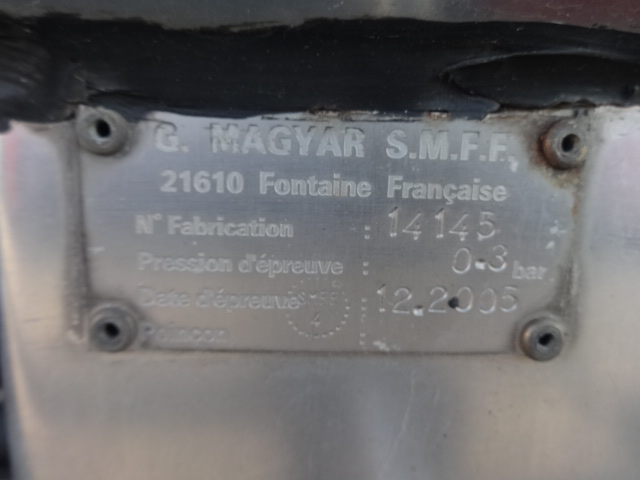 G. MAGYAR S.M.F.F.
21610 Fontaine Française
N° Fabrication : 14145
Pression d'épreuve : 0.3 bar
Date d'épreuve : 12.2005
Poinçon